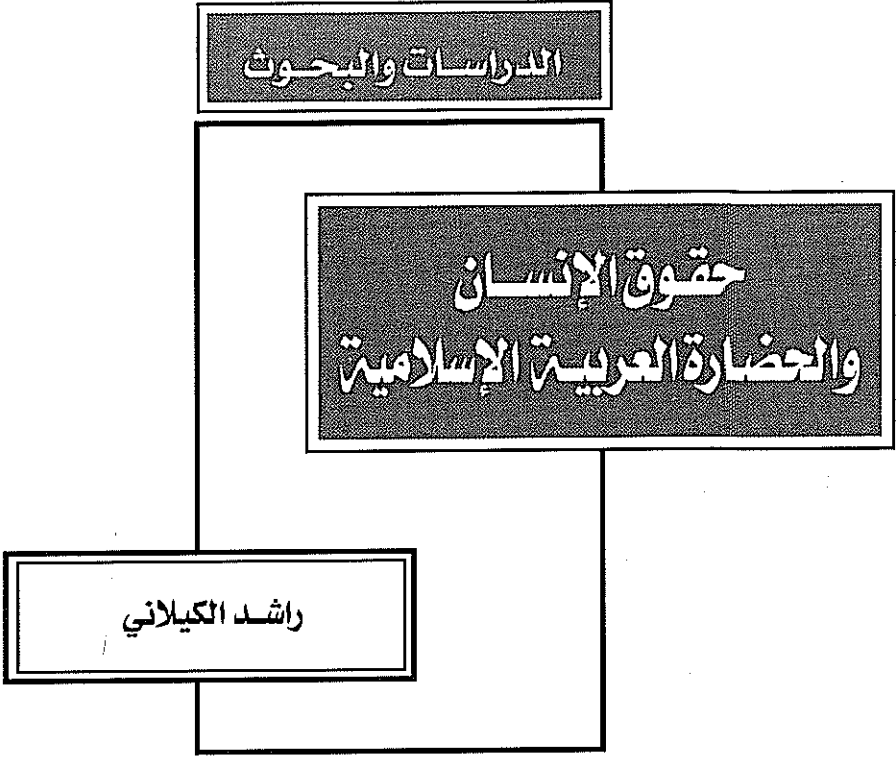 الدراسات والبحوث
حقوق الإنسان
والحضارة العربية الإسلامية
راشد الكيلاني